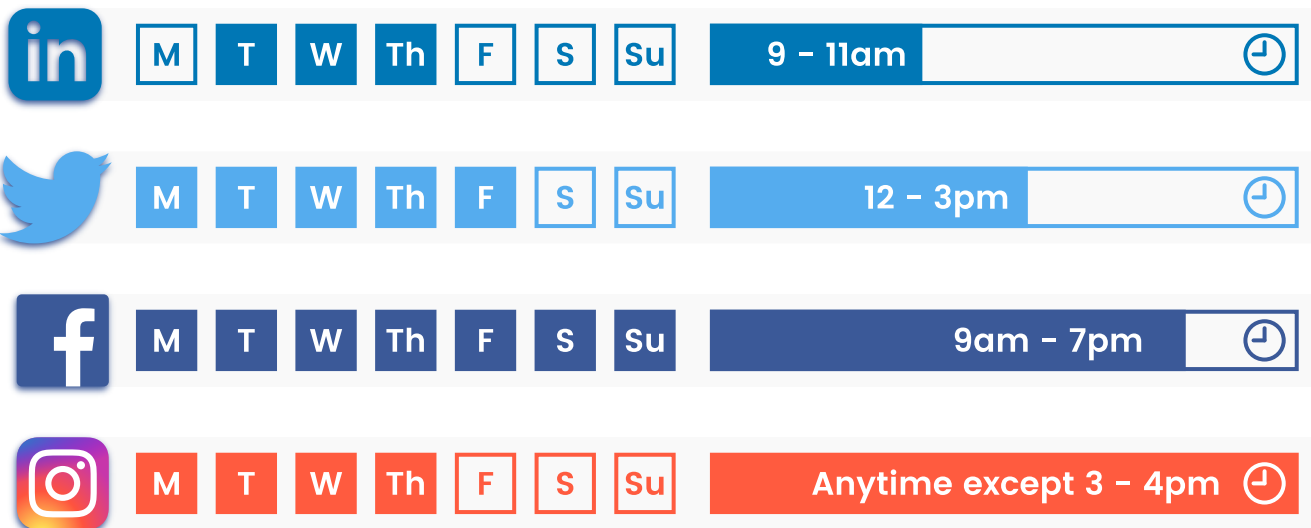 in M T W Th F S Su 9 - 11am
M T W Th F S Su 12 - 3pm
f M T W Th F S Su 9am - 7pm
M T W Th F S Su Anytime except 3 - 4pm